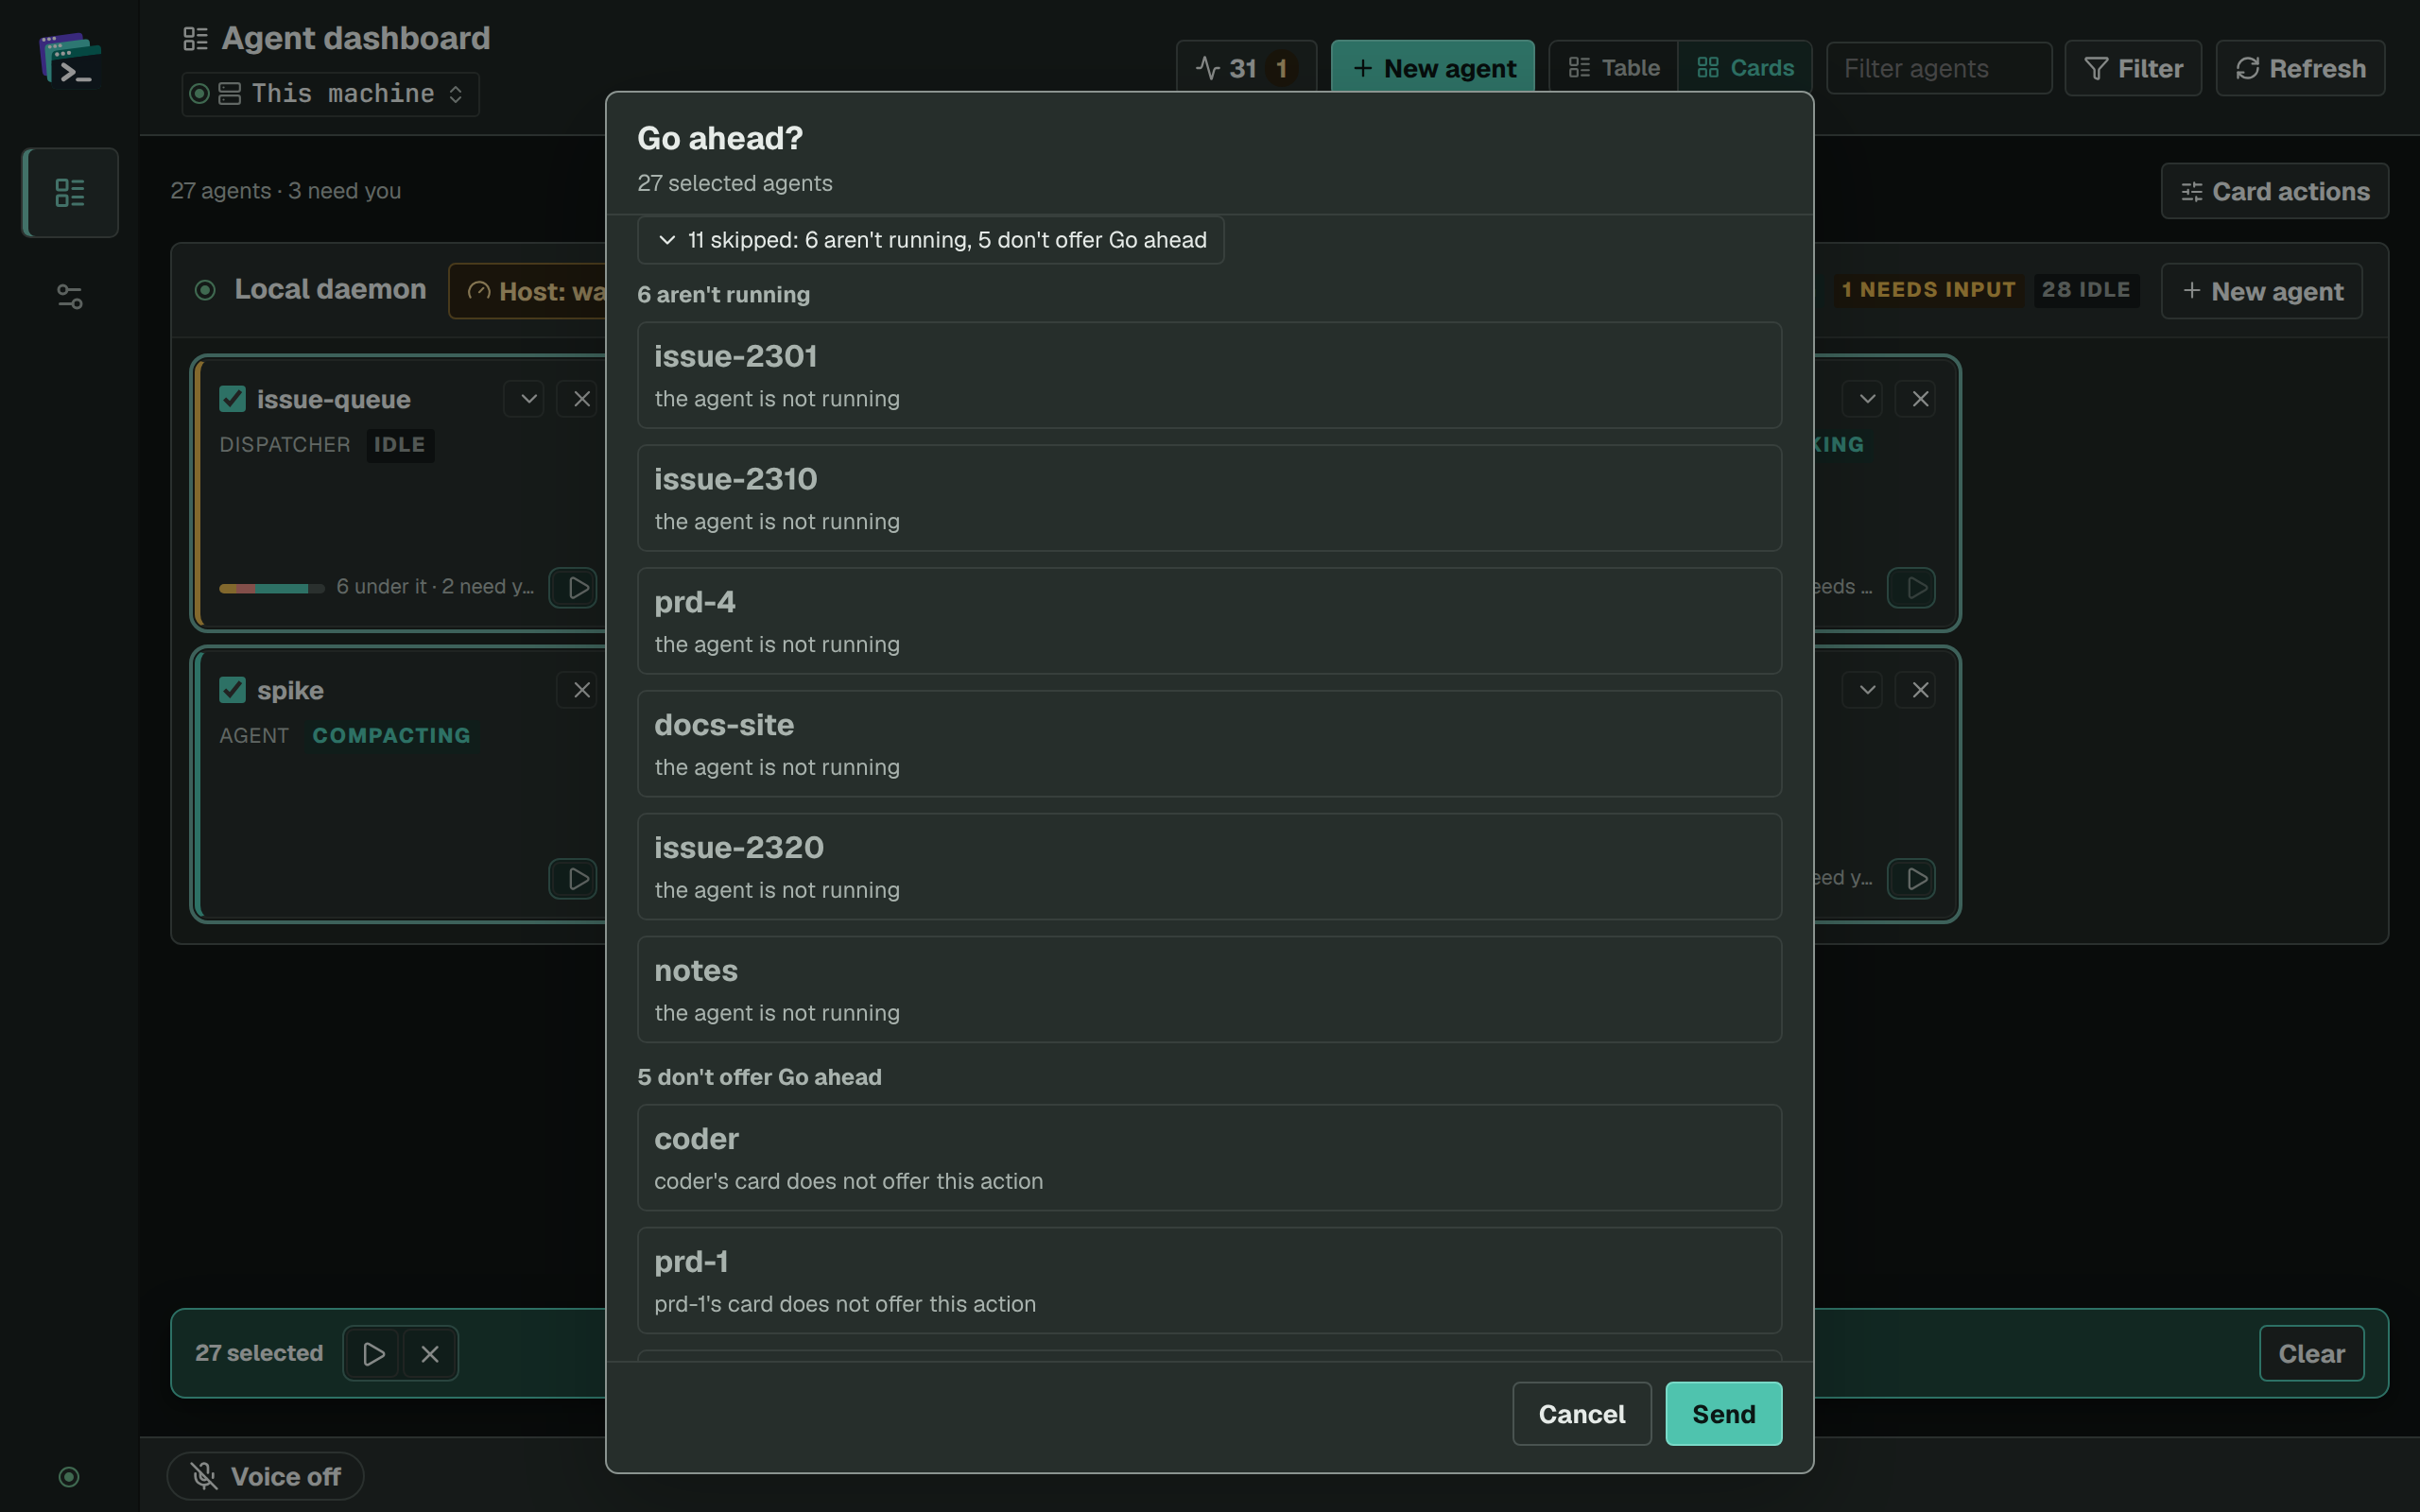 Agent dashboard
This machine
31 1
+ New agent
Table
Cards
Filter agents
Filter
Refresh
27 agents · 3 need you
Card actions
Local daemon
Host: wa
1 NEEDS INPUT
28 IDLE
+ New agent
issue-queue
DISPATCHER IDLE
6 under it · 2 need y...
spike
AGENT COMPACTING
KING
eeds ...
eed y...
Go ahead?
27 selected agents
11 skipped: 6 aren't running, 5 don't offer Go ahead
6 aren't running
issue-2301
the agent is not running
issue-2310
the agent is not running
prd-4
the agent is not running
docs-site
the agent is not running
issue-2320
the agent is not running
notes
the agent is not running
5 don't offer Go ahead
coder
coder's card does not offer this action
prd-1
prd-1's card does not offer this action
Cancel
Send
27 selected
Clear
Voice off